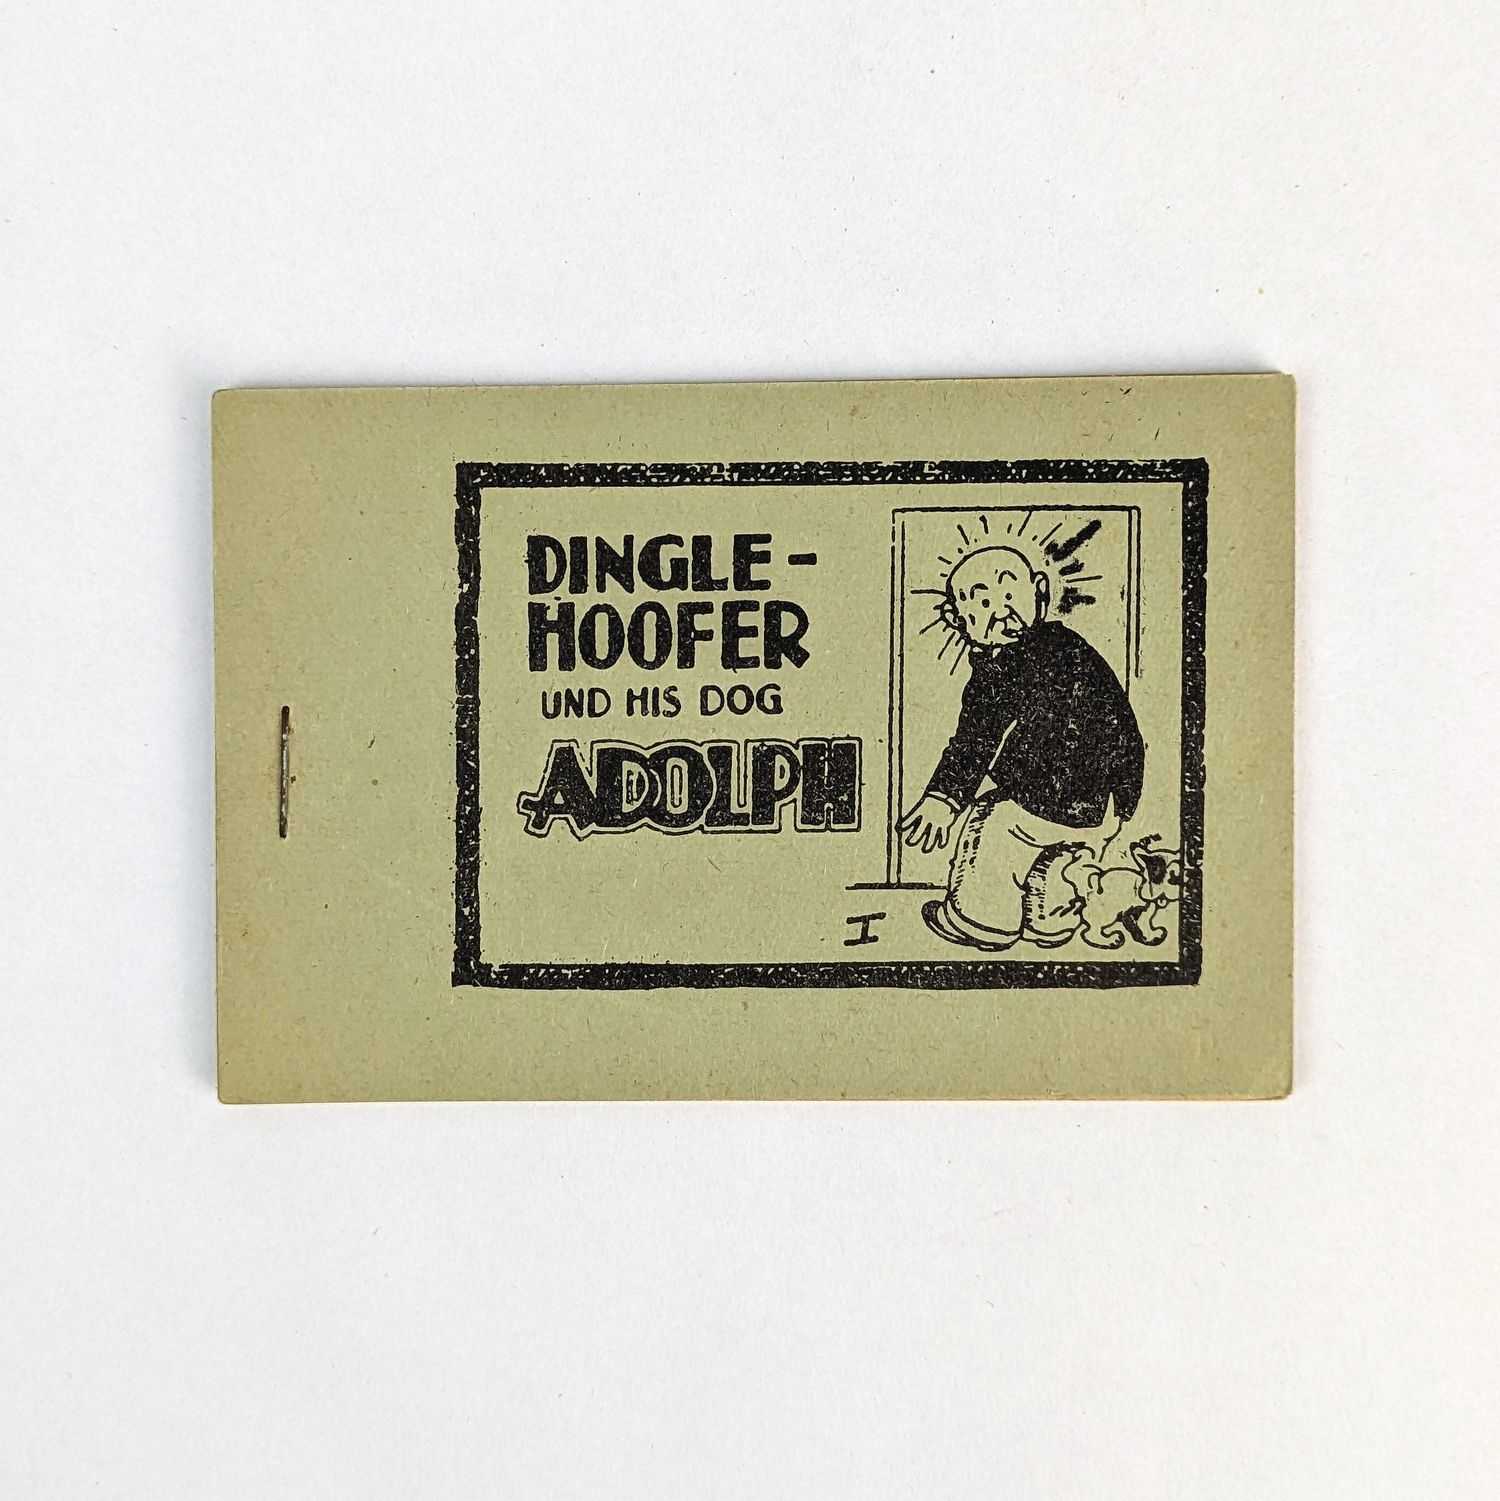 DINGLE-
HOOFER
UND HIS DOG
ADOLPH
I